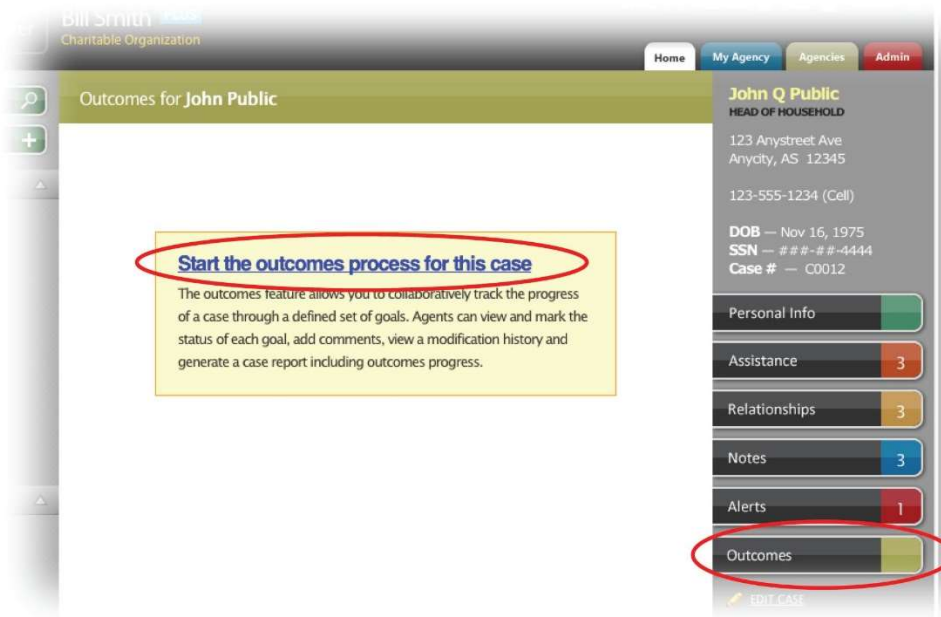 Bill Smith
Charitable Organization
Home
My Agency
Agencies
Admin
Outcomes for John Public
Start the outcomes process for this case
The outcomes feature allows you to collaboratively track the progress
of a case through a defined set of goals. Agents can view and mark the
status of each goal, add comments, view a modification history and
generate a case report including outcomes progress.
John Q Public
HEAD OF HOUSEHOLD
123 Anystreet Ave
Anycity, AS 12345
123-555-1234 (Cell)
DOB — Nov 16, 1975
SSN — ###-##-4444
Case # — C0012
Personal Info
Assistance 3
Relationships 3
Notes 3
Alerts 1
Outcomes
EDIT CASE